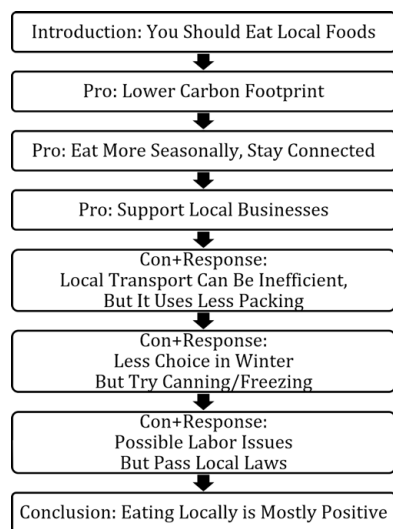 Introduction: You Should Eat Local Foods
Pro: Lower Carbon Footprint
Pro: Eat More Seasonally, Stay Connected
Pro: Support Local Businesses
Con+Response:
Local Transport Can Be Inefficient,
But It Uses Less Packing
Con+Response:
Less Choice in Winter
But Try Canning/Freezing
Con+Response:
Possible Labor Issues
But Pass Local Laws
Conclusion: Eating Locally is Mostly Positive